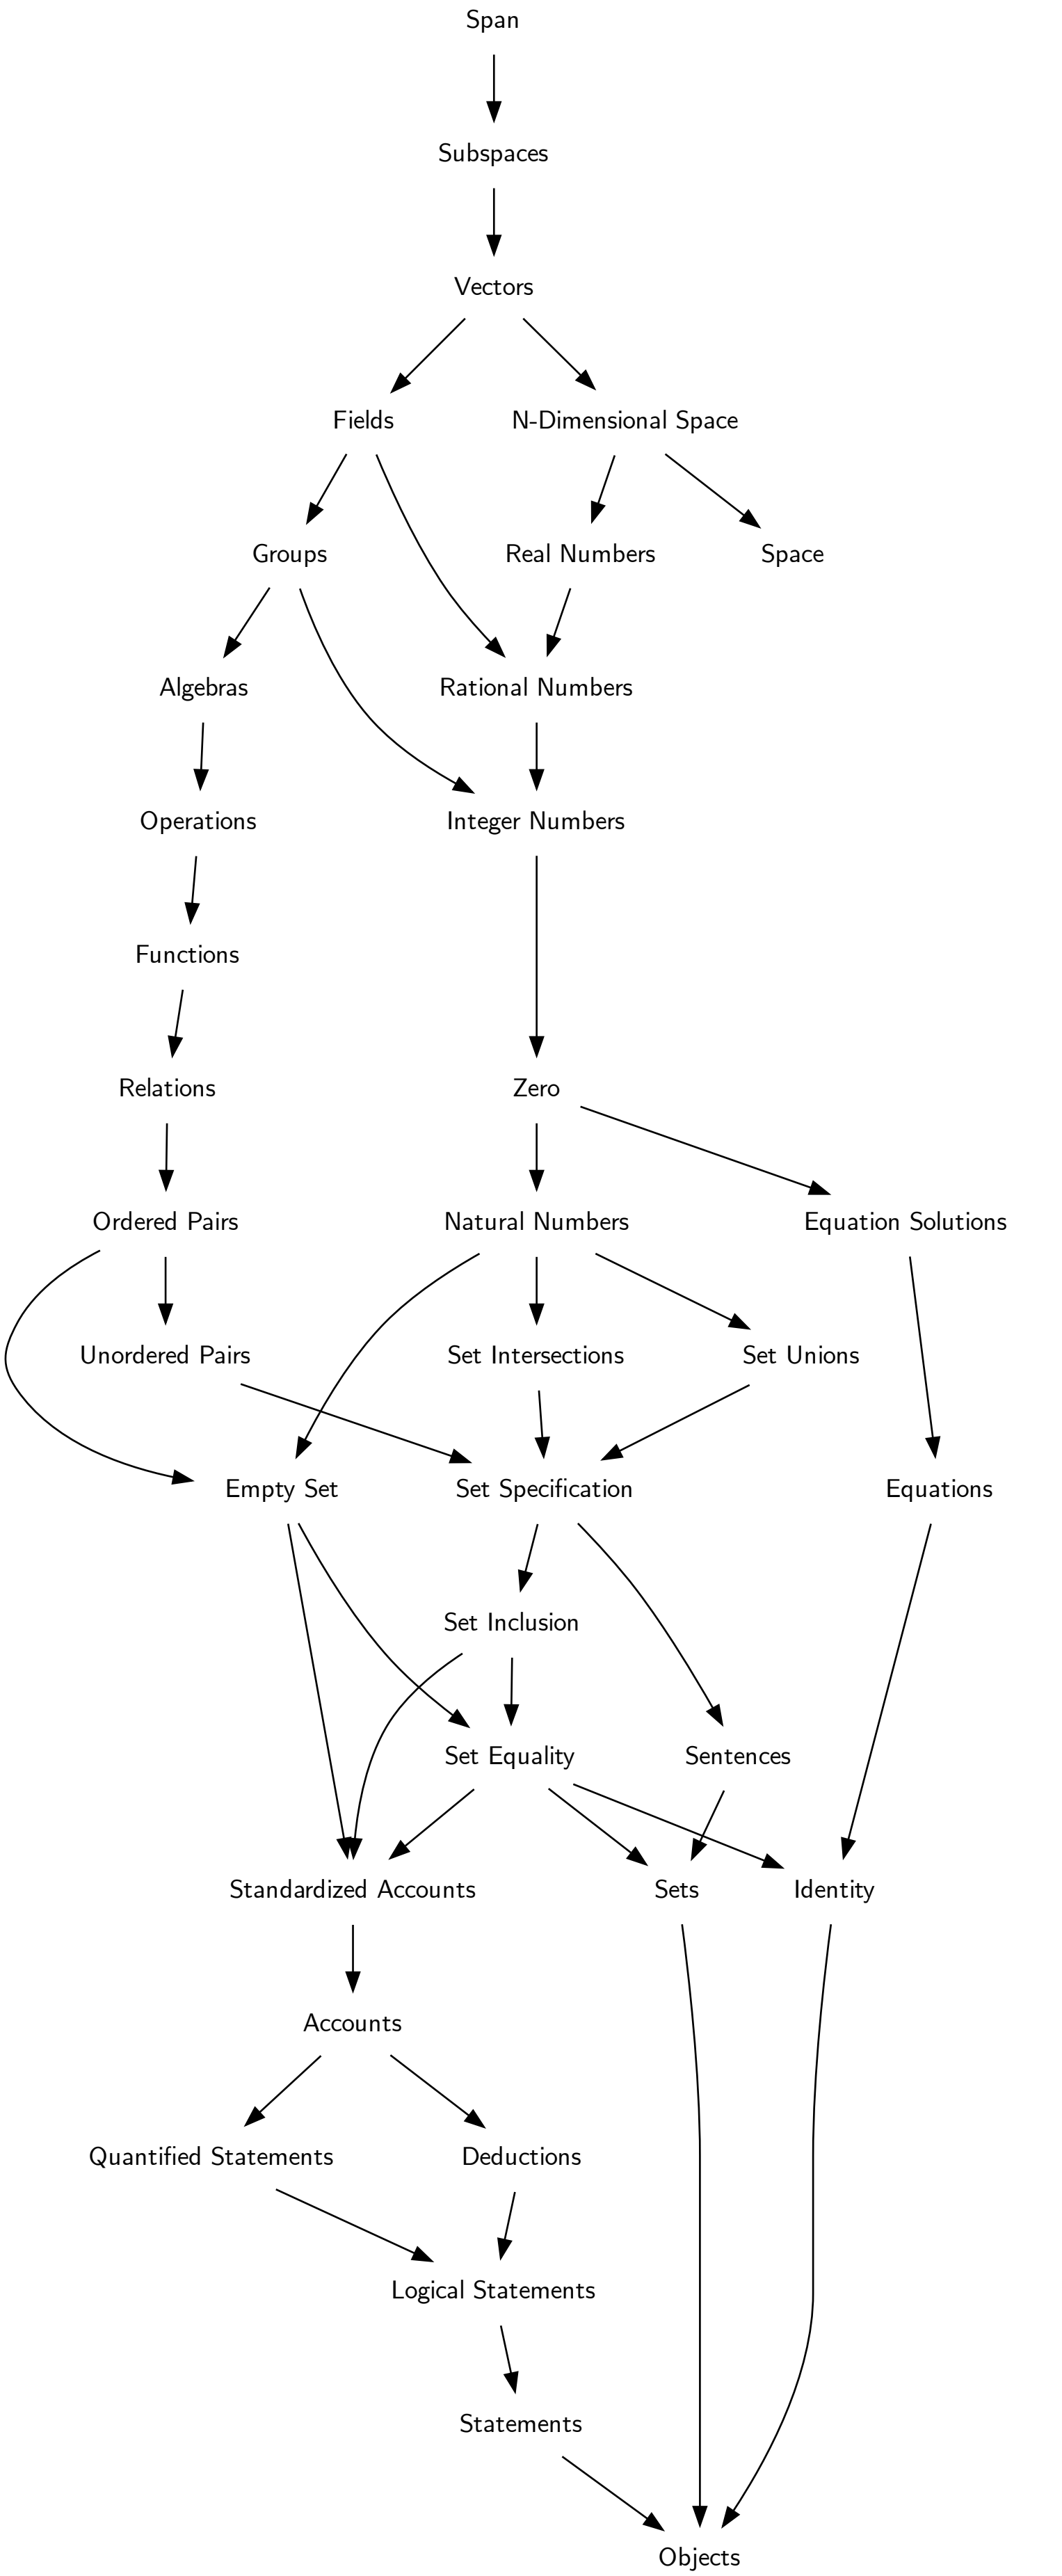 Span
Subspaces
Vectors
Fields
N-Dimensional Space
Groups
Real Numbers
Space
Algebras
Rational Numbers
Operations
Integer Numbers
Functions
Relations
Zero
Ordered Pairs
Natural Numbers
Equation Solutions
Unordered Pairs
Set Intersections
Set Unions
Empty Set
Set Specification
Equations
Set Inclusion
Set Equality
Sentences
Standardized Accounts
Sets
Identity
Accounts
Quantified Statements
Deductions
Logical Statements
Statements
Objects